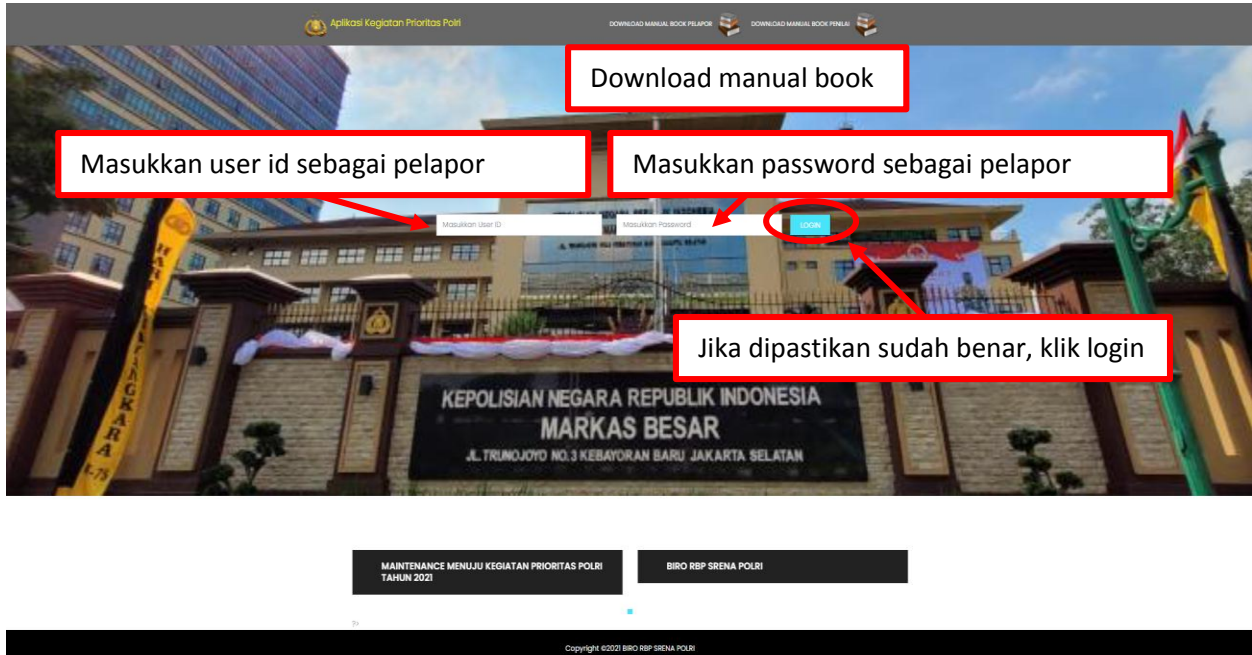 Aplikasi Kegiatan Prioritas Polri
DOWNLOAD MANUAL BOOK PELAPOR
DOWNLOAD MANUAL BOOK PENILAI
Download manual book
Masukkan user id sebagai pelapor
Masukkan password sebagai pelapor
Masukkan User ID
Masukkan Password
LOGIN
Jika dipastikan sudah benar, klik login
KEPOLISIAN NEGARA REPUBLIK INDONESIA
MARKAS BESAR
JL. TRUNOJOYO NO. 3 KEBAYORAN BARU JAKARTA SELATAN
HARI BHAYANGKARA
K-75
MAINTENANCE MENUJU KEGIATAN PRIORITAS POLRI
TAHUN 2021
BIRO RBP SRENA POLRI
Copyright ©2021 BIRO RBP SRENA POLRI